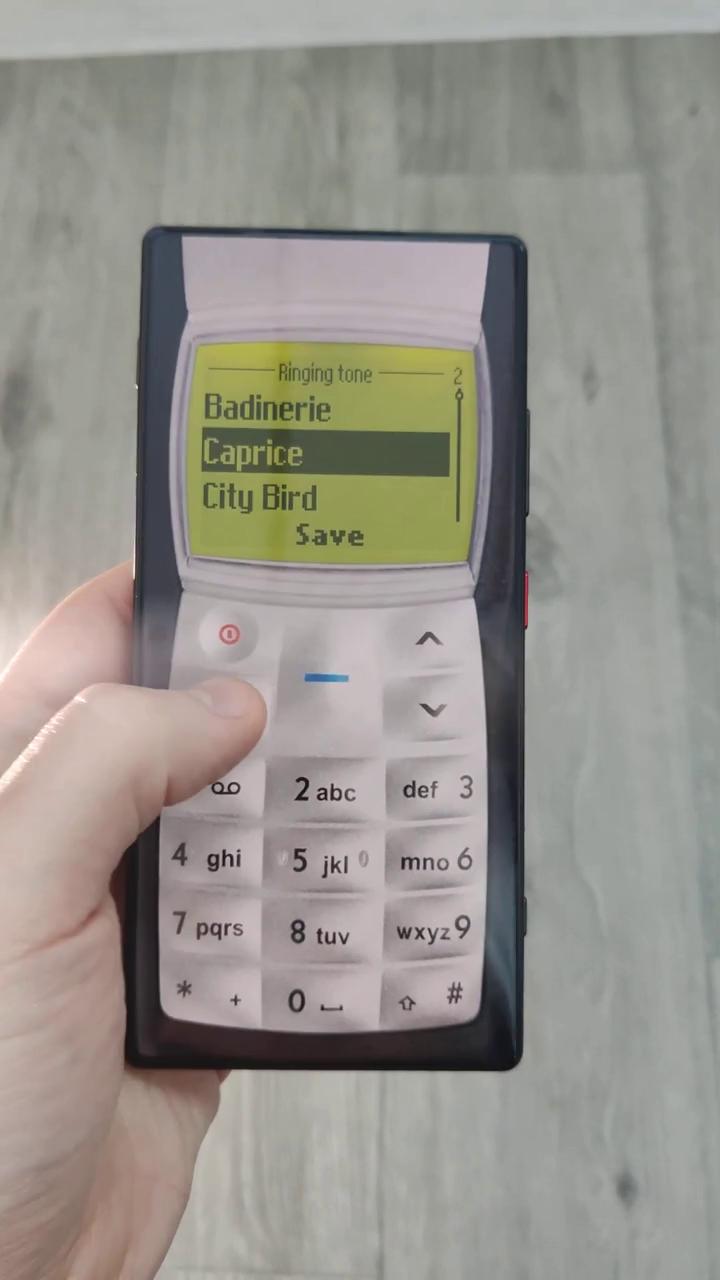 Ringing tone 2
Badinerie
Caprice
City Bird
Save
2 abc def 3
4 ghi 5 jkl mno 6
7 pqrs 8 tuv wxyz 9
* + 0 #